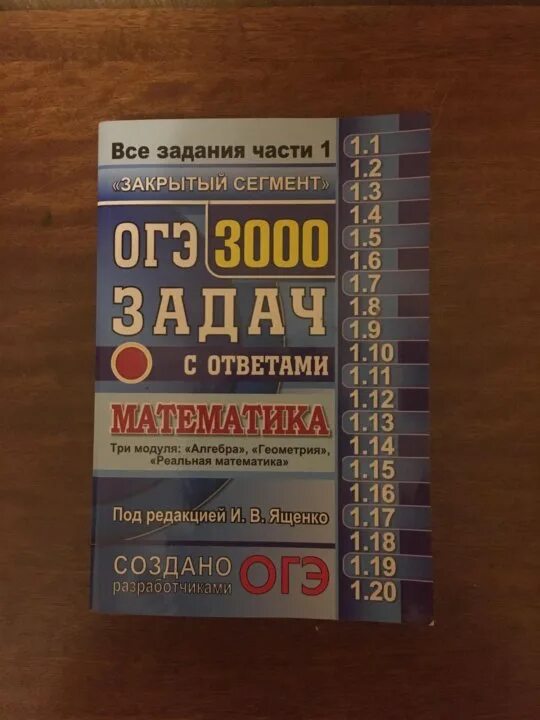 Все задания части 1
«ЗАКРЫТЫЙ СЕГМЕНТ»
ОГЭ 3000
ЗАДАЧ
С ОТВЕТАМИ
МАТЕМАТИКА
Три модуля: «Алгебра», «Геометрия»,
«Реальная математика»
Под редакцией И. В. Ященко
СОЗДАНО
разработчиками ОГЭ
1.1
1.2
1.3
1.4
1.5
1.6
1.7
1.8
1.9
1.10
1.11
1.12
1.13
1.14
1.15
1.16
1.17
1.18
1.19
1.20